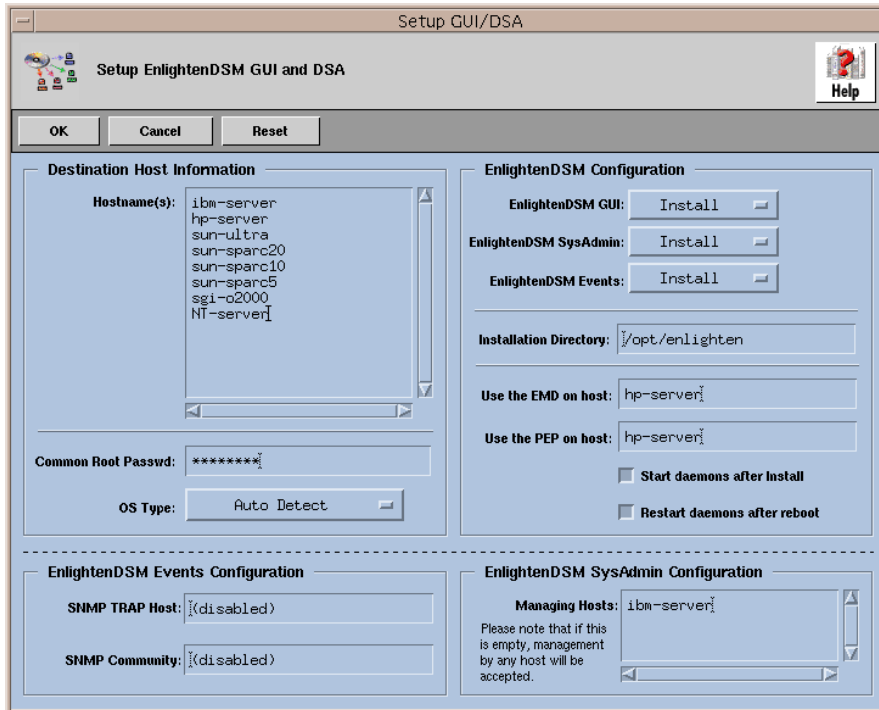 Setup GUI/DSA
Setup EnlightenDSM GUI and DSA
Help
OK Cancel Reset
Destination Host Information
Hostname(s):
ibm-server
hp-server
sun-ultra
sun-sparc20
sun-sparc10
sun-sparc5
sgi-o2000
NT-server
Common Root Passwd: ********
OS Type: Auto Detect
EnlightenDSM Configuration
EnlightenDSM GUI: Install
EnlightenDSM SysAdmin: Install
EnlightenDSM Events: Install
Installation Directory: /opt/enlighten
Use the EMD on host: hp-server
Use the PEP on host: hp-server
Start daemons after Install
Restart daemons after reboot
EnlightenDSM Events Configuration
SNMP TRAP Host: (disabled)
SNMP Community: (disabled)
EnlightenDSM SysAdmin Configuration
Managing Hosts: ibm-server
Please note that if this
is empty, management
by any host will be
accepted.